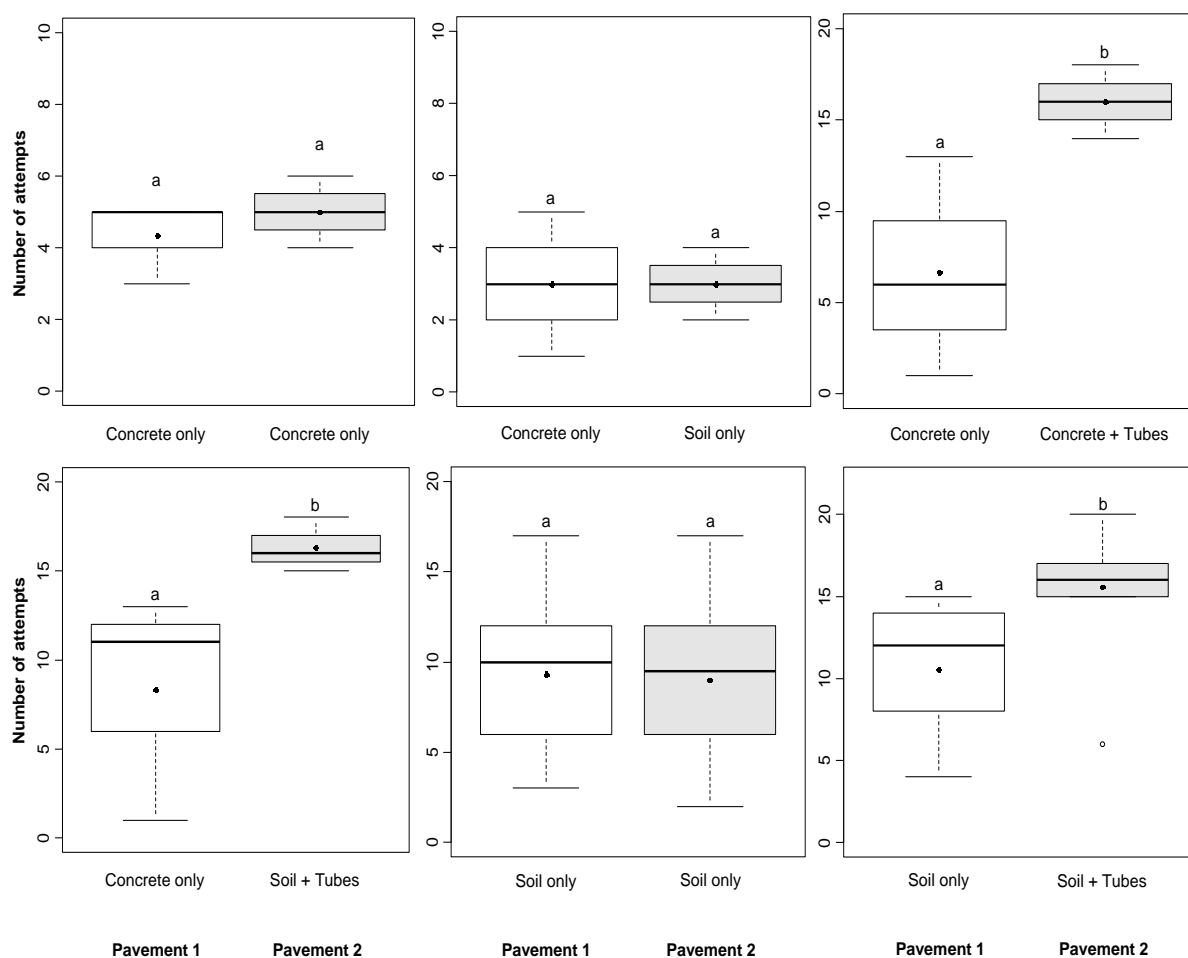 Number of attempts
0 2 4 6 8 10
a a
Concrete only Concrete only
0 2 4 6 8 10
a a
Concrete only Soil only
0 5 10 15 20
a b
Concrete only Concrete + Tubes
Number of attempts
0 5 10 15 20
a b
Concrete only Soil + Tubes
0 5 10 15 20
a a
Soil only Soil only
0 5 10 15 20
a b
Soil only Soil + Tubes
Pavement 1 Pavement 2 Pavement 1 Pavement 2 Pavement 1 Pavement 2